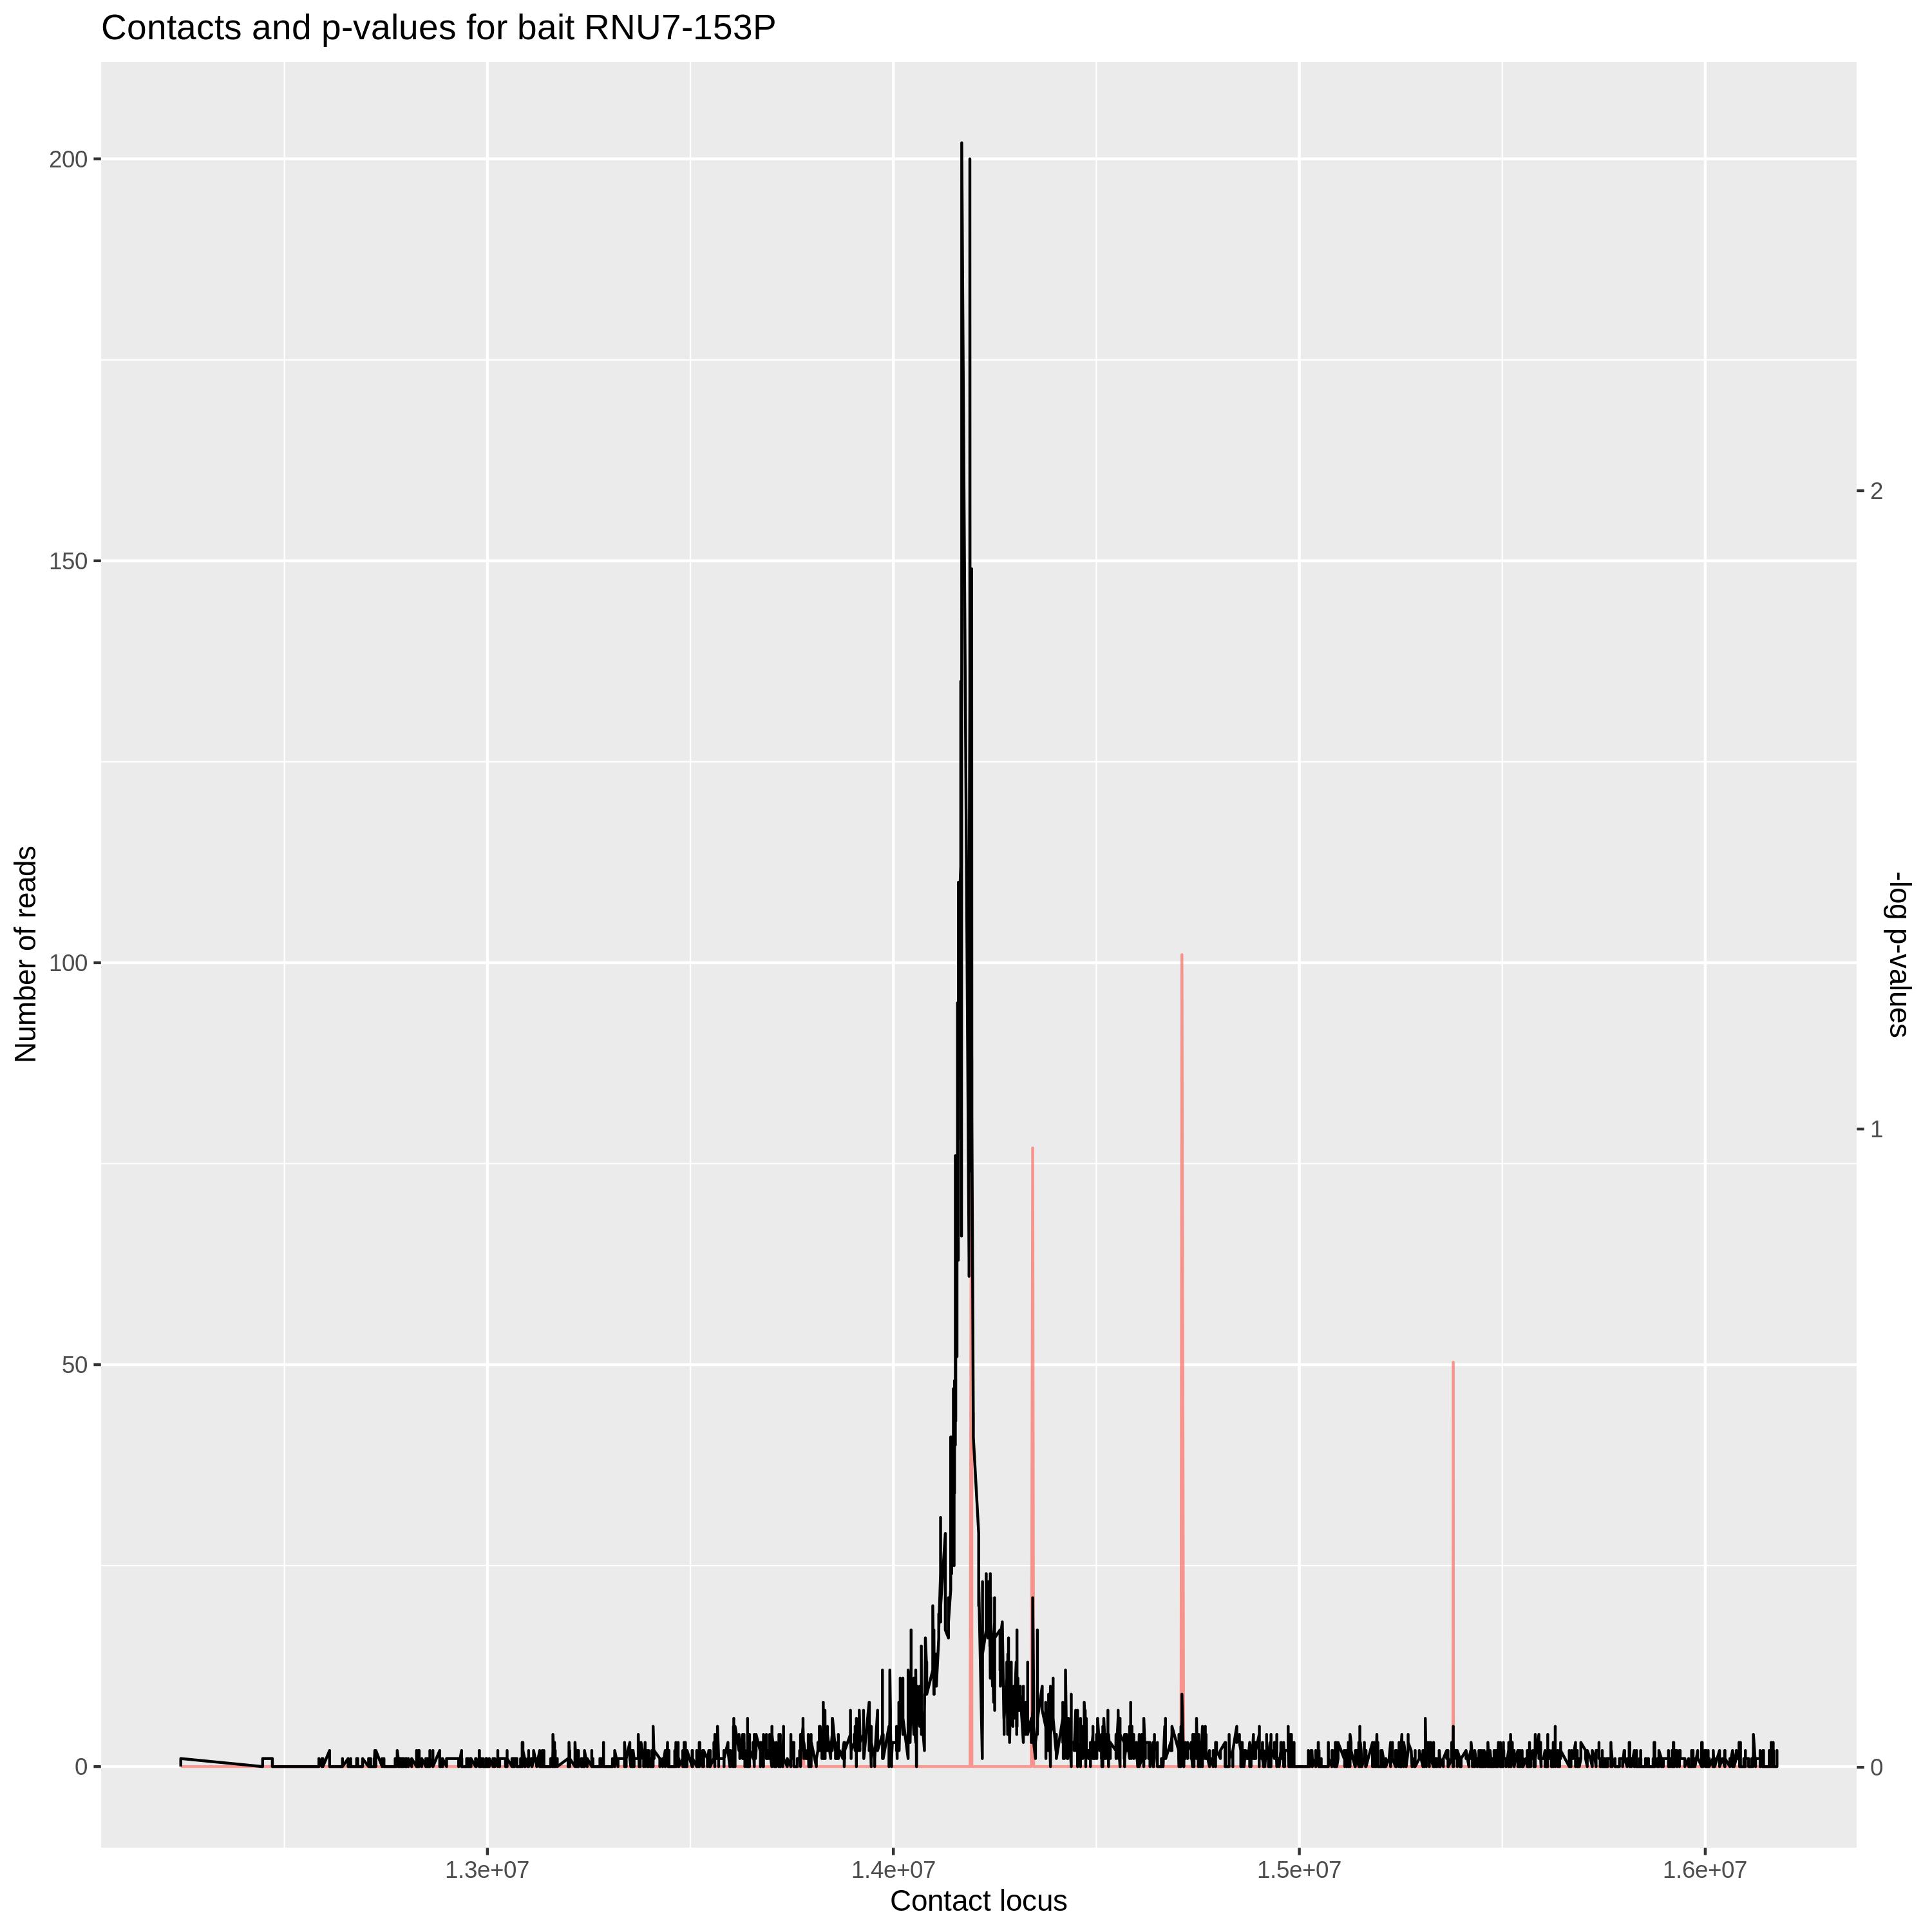 Contacts and p-values for bait RNU7-153P
200
150
100
50
0
Number of reads
2
1
0
-log p-values
1.3e+07
1.4e+07
1.5e+07
1.6e+07
Contact locus